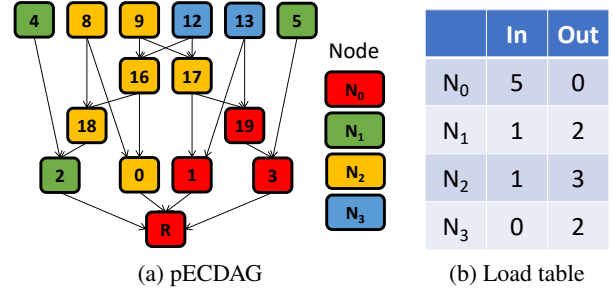 4 8 9 12 13 5
16 17
18 19
2 0 1 3
R
Node
N₀
N₁
N₂
N₃
(a) pECDAG
In Out
N₀ 5 0
N₁ 1 2
N₂ 1 3
N₃ 0 2
(b) Load table